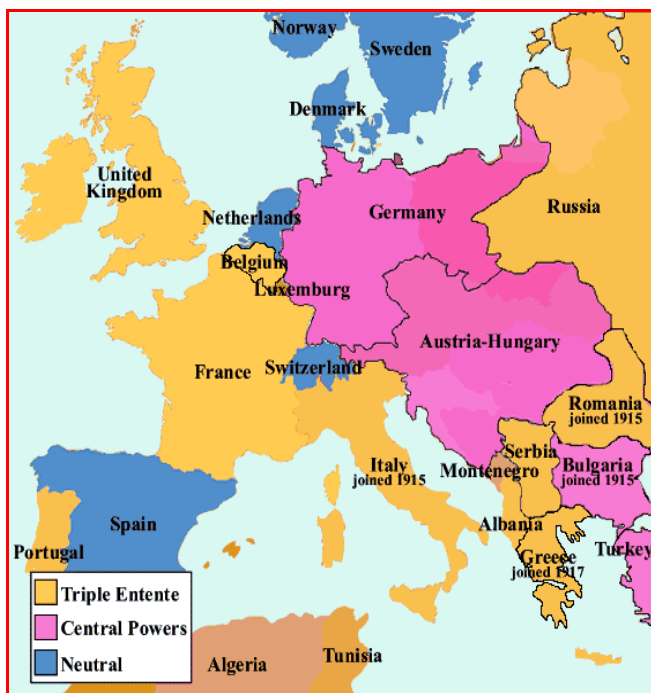 Norway
Sweden
Denmark
United
Kingdom
Netherlands
Germany
Russia
Belgium
Luxemburg
Austria-Hungary
France
Switzerland
Romania
joined 1915
Serbia
Italy
joined 1915
Montenegro
Bulgaria
joined 1915
Spain
Albania
Portugal
Greece
joined 1917
Turkey
Triple Entente
Central Powers
Neutral
Algeria
Tunisia